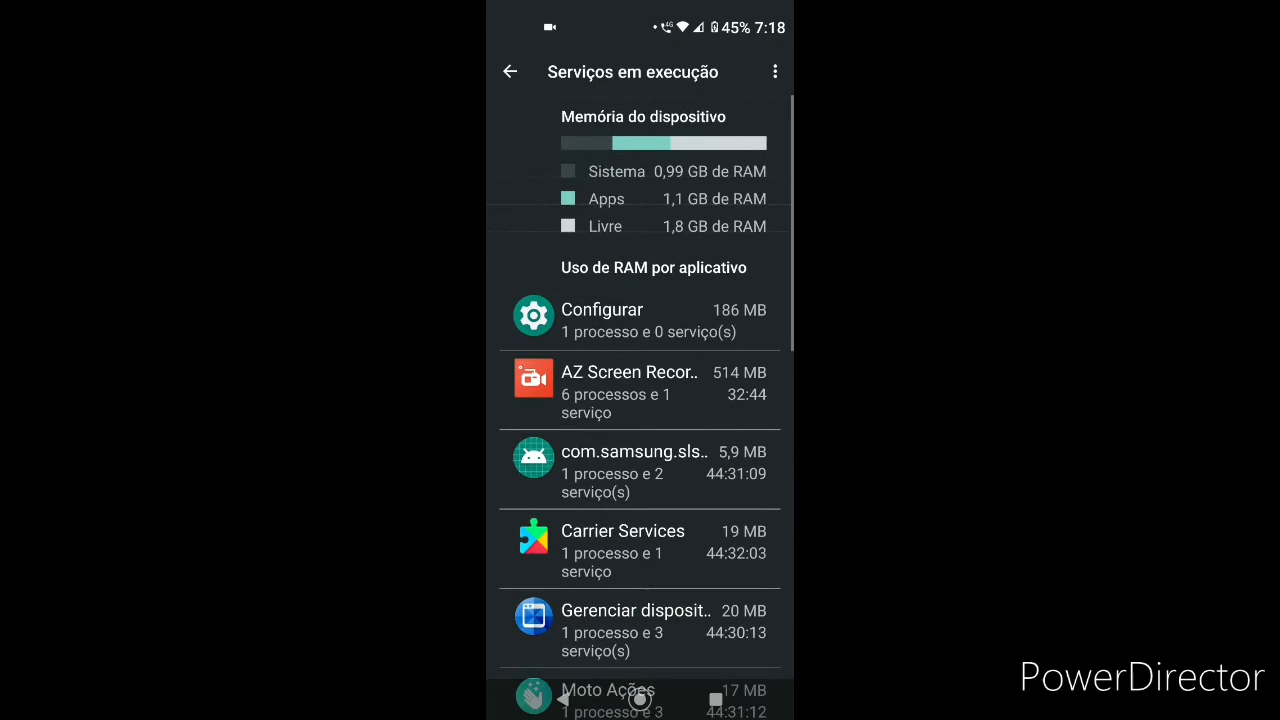 4G 45% 7:18
Serviços em execução
Memória do dispositivo
Sistema 0,99 GB de RAM
Apps 1,1 GB de RAM
Livre 1,8 GB de RAM
Uso de RAM por aplicativo
Configurar 186 MB
1 processo e 0 serviço(s)
AZ Screen Recor.. 514 MB
6 processos e 1 32:44
serviço
com.samsung.sls.. 5,9 MB
1 processo e 2 44:31:09
serviço(s)
Carrier Services 19 MB
1 processo e 1 44:32:03
serviço
Gerenciar disposit.. 20 MB
1 processo e 3 44:30:13
serviço(s)
Moto Ações 17 MB
1 processo e 3 44:31:12
PowerDirector